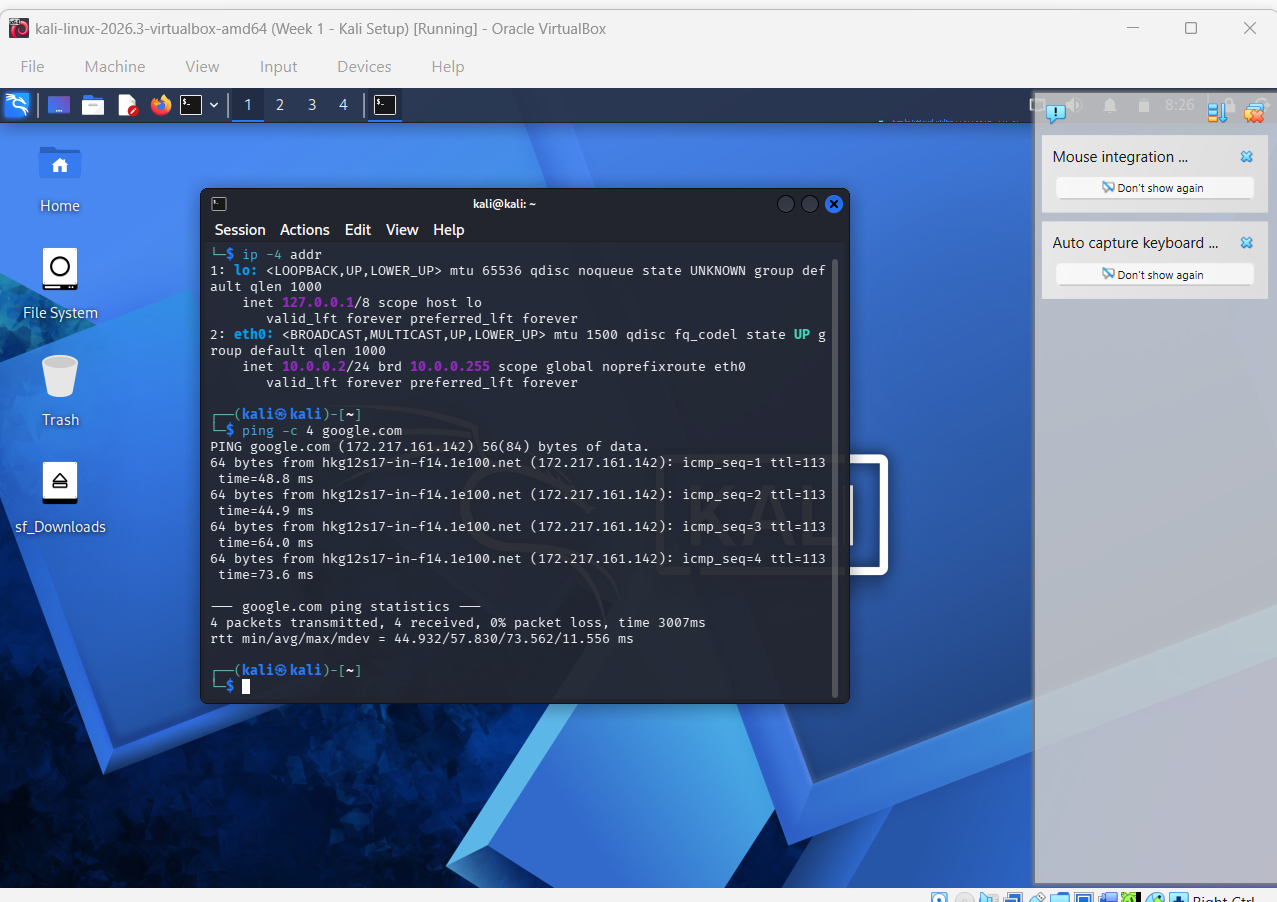 kali-linux-2026.3-virtualbox-amd64 (Week 1 - Kali Setup) [Running] - Oracle VirtualBox
File Machine View Input Devices Help
1 2 3 4
8:26
Mouse integration ...
Don't show again
Auto capture keyboard ...
Don't show again
Home
File System
Trash
sf_Downloads
kali@kali: ~
Session Actions Edit View Help
└─$ ip -4 addr
1: lo: <LOOPBACK,UP,LOWER_UP> mtu 65536 qdisc noqueue state UNKNOWN group def
ault qlen 1000
    inet 127.0.0.1/8 scope host lo
       valid_lft forever preferred_lft forever
2: eth0: <BROADCAST,MULTICAST,UP,LOWER_UP> mtu 1500 qdisc fq_codel state UP g
roup default qlen 1000
    inet 10.0.0.2/24 brd 10.0.0.255 scope global noprefixroute eth0
       valid_lft forever preferred_lft forever
┌──(kali㉿kali)-[~]
└─$ ping -c 4 google.com
PING google.com (172.217.161.142) 56(84) bytes of data.
64 bytes from hkg12s17-in-f14.1e100.net (172.217.161.142): icmp_seq=1 ttl=113
 time=48.8 ms
64 bytes from hkg12s17-in-f14.1e100.net (172.217.161.142): icmp_seq=2 ttl=113
 time=44.9 ms
64 bytes from hkg12s17-in-f14.1e100.net (172.217.161.142): icmp_seq=3 ttl=113
 time=64.0 ms
64 bytes from hkg12s17-in-f14.1e100.net (172.217.161.142): icmp_seq=4 ttl=113
 time=73.6 ms
--- google.com ping statistics ---
4 packets transmitted, 4 received, 0% packet loss, time 3007ms
rtt min/avg/max/mdev = 44.932/57.830/73.562/11.556 ms
┌──(kali㉿kali)-[~]
└─$
KALI
Right Ctrl